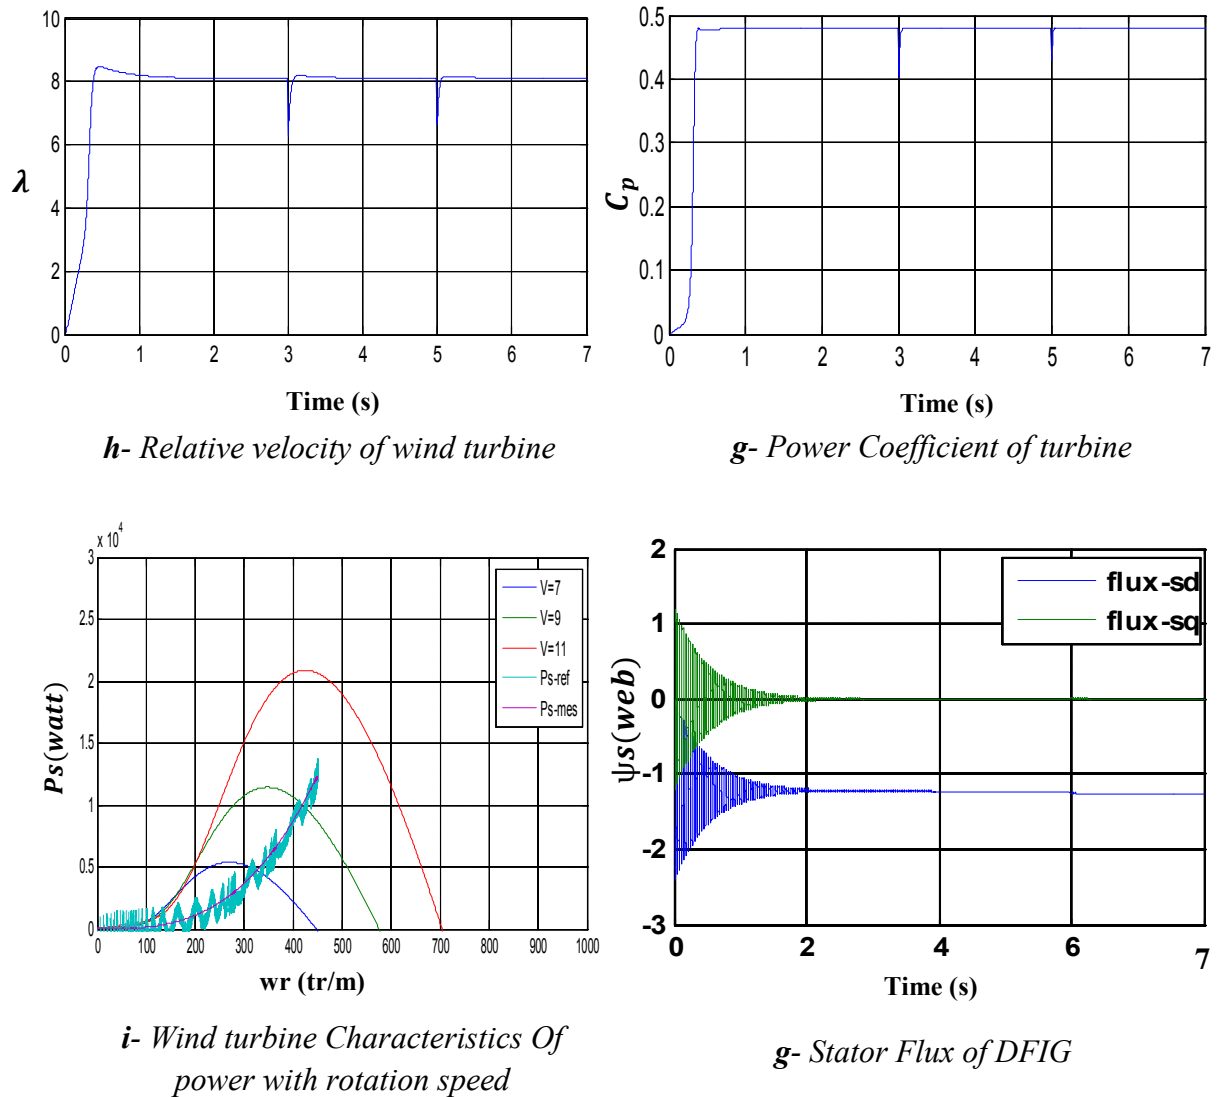 10
8
6
4
2
0
λ
0 1 2 3 4 5 6 7
Time (s)
h- Relative velocity of wind turbine
0.5
0.4
0.3
0.2
0.1
0
C_p
0 1 2 3 4 5 6 7
Time (s)
g- Power Coefficient of turbine
x 10^4
3
2.5
2
1.5
1
0.5
0
Ps(watt)
V=7
V=9
V=11
Ps-ref
Ps-mes
0 100 200 300 400 500 600 700 800 900 1000
wr (tr/m)
i- Wind turbine Characteristics Of
power with rotation speed
2
1
0
-1
-2
-3
ψs(web)
flux-sd
flux-sq
0 2 4 6 7
Time (s)
g- Stator Flux of DFIG